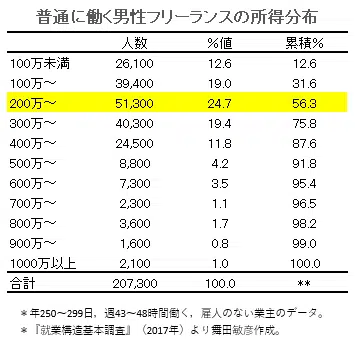 普通に働く男性フリーランスの所得分布
人数 %値 累積%
100万未満 26,100 12.6 12.6
100万～ 39,400 19.0 31.6
200万～ 51,300 24.7 56.3
300万～ 40,300 19.4 75.8
400万～ 24,500 11.8 87.6
500万～ 8,800 4.2 91.8
600万～ 7,300 3.5 95.4
700万～ 2,300 1.1 96.5
800万～ 3,600 1.7 98.2
900万～ 1,600 0.8 99.0
1000万以上 2,100 1.0 100.0
合計 207,300 100.0 **
＊年250～299日，週43～48時間働く，雇人のない業主のデータ。
＊『就業構造基本調査』（2017年）より舞田敏彦作成。